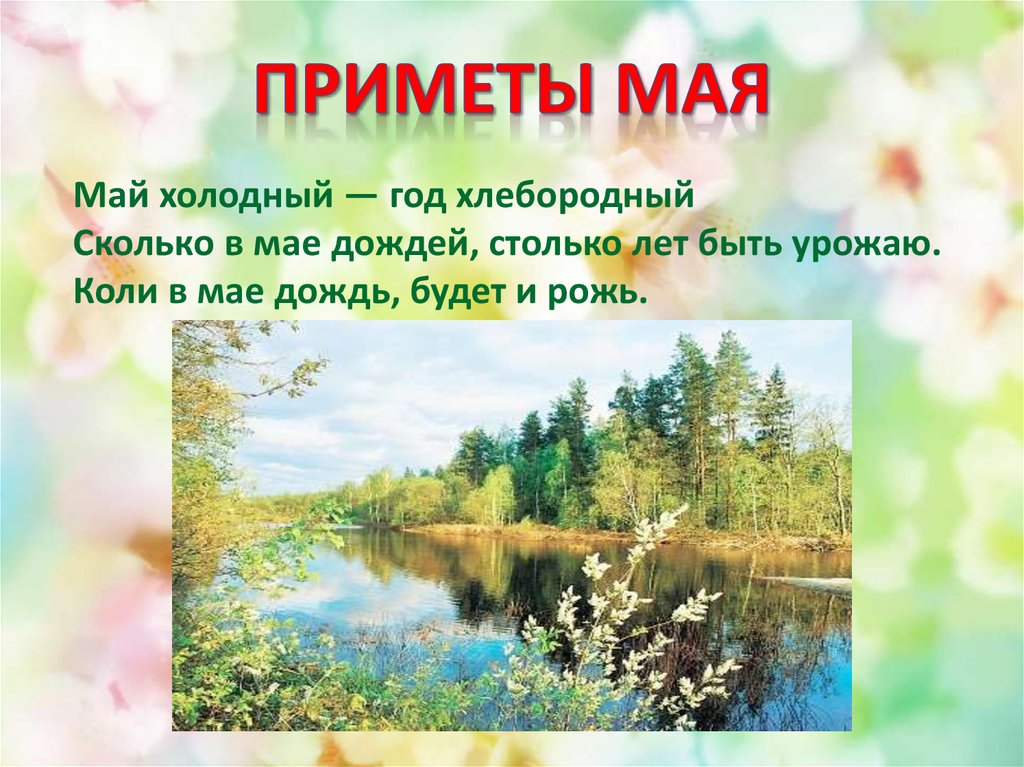 ПРИМЕТЫ МАЯ
Май холодный — год хлебородный
Сколько в мае дождей, столько лет быть урожаю.
Коли в мае дождь, будет и рожь.